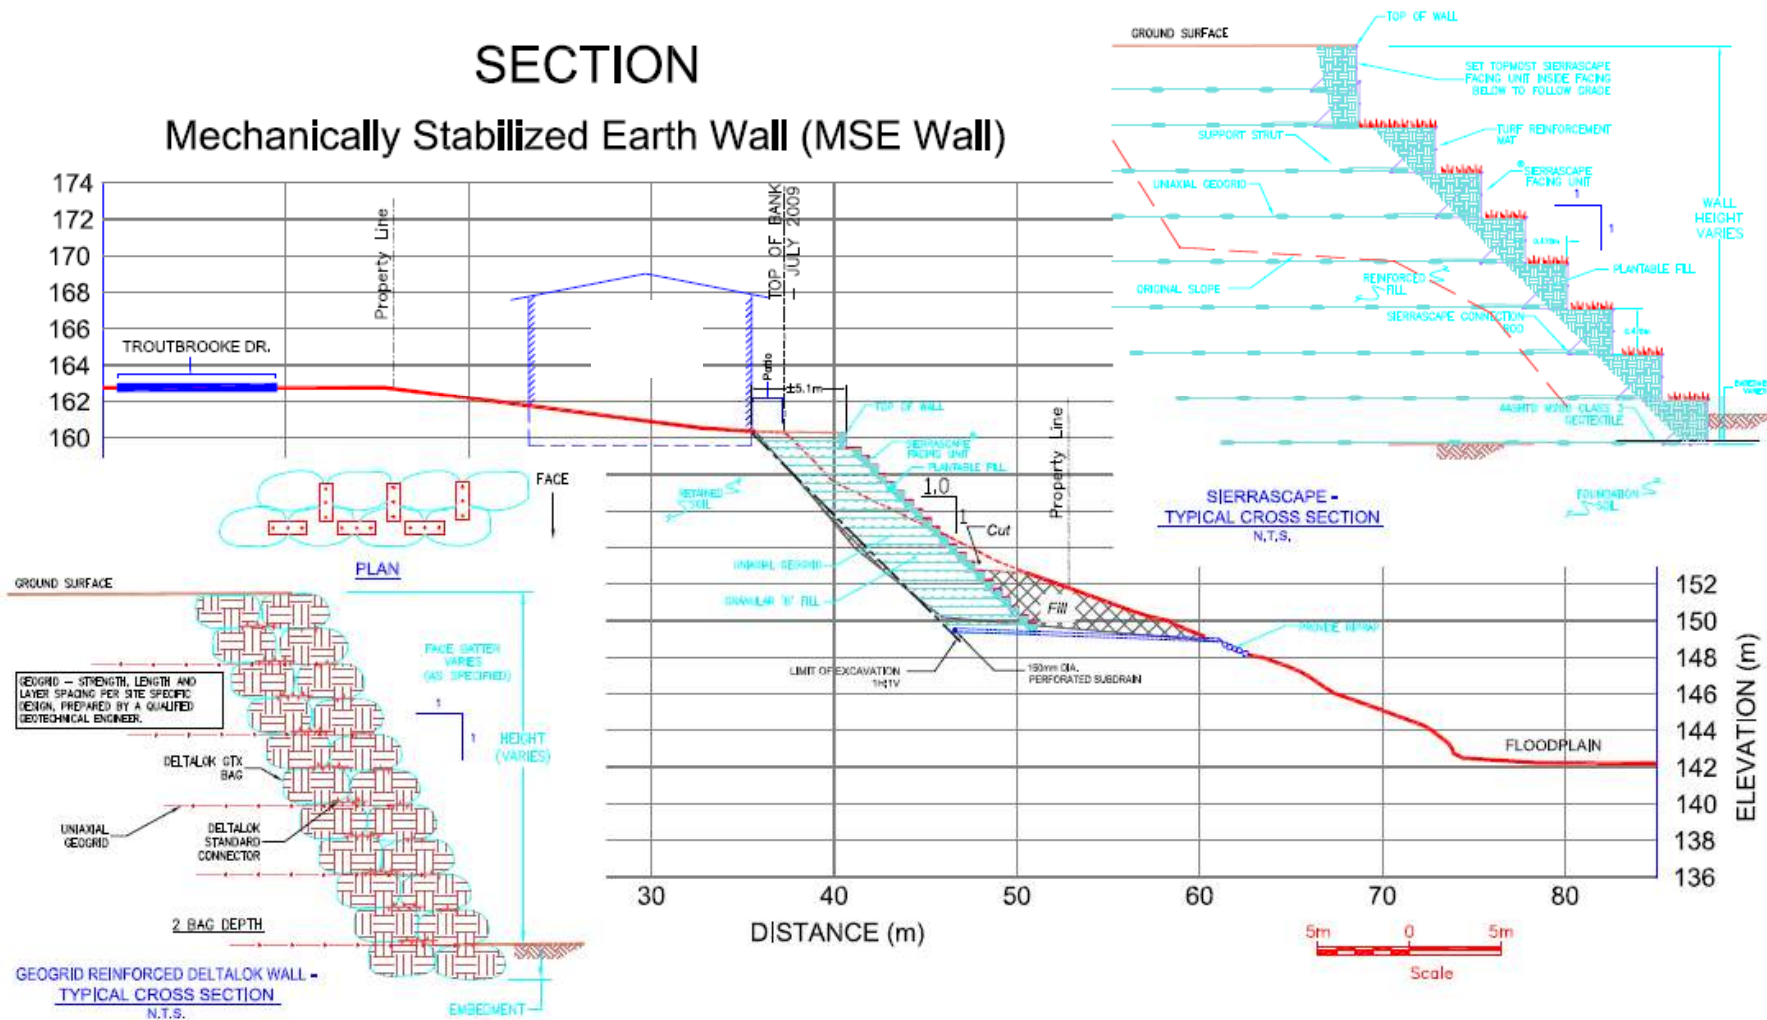 SECTION
Mechanically Stabilized Earth Wall (MSE Wall)
174
172
170
168
166
164
162
160
Property Line
TOP OF BANK
- JULY 2009
TROUTBROOKE DR.
Patio
±5.1m
TOP OF WALL
SIERRASCAPE®
FACING UNIT
PLANTABLE FILL
RETAINED
SOIL
1.0
1
Cut
Property Line
UNIAXIAL GEOGRID
GRANULAR 'B' FILL
Fill
PROVIDE RIPRAP
LIMIT OF EXCAVATION
1H:1V
150mm DIA.
PERFORATED SUBDRAIN
FLOODPLAIN
152
150
148
146
144
142
140
138
136
ELEVATION (m)
30
40
50
60
70
80
DISTANCE (m)
5m
0
5m
Scale
GROUND SURFACE
TOP OF WALL
SET TOPMOST SIERRASCAPE
FACING UNIT INSIDE FACING
BELOW TO FOLLOW GRADE
SUPPORT STRUT
TURF REINFORCEMENT
MAT
UNIAXIAL GEOGRID
SIERRASCAPE®
FACING UNIT
1
1
WALL
HEIGHT
VARIES
ORIGINAL SLOPE
REINFORCED
FILL
PLANTABLE FILL
SIERRASCAPE CONNECTION
ROD
AASHTO M288 CLASS 3
GEOTEXTILE
FOUNDATION
SOIL
SIERRASCAPE -
TYPICAL CROSS SECTION
N.T.S.
FACE
PLAN
GROUND SURFACE
FACE BATTER
VARIES
(AS SPECIFIED)
GEOGRID – STRENGTH, LENGTH AND
LAYER SPACING PER SITE SPECIFIC
DESIGN, PREPARED BY A QUALIFIED
GEOTECHNICAL ENGINEER.
1
1
HEIGHT
(VARIES)
DELTALOK GTX
BAG
UNIAXIAL
GEOGRID
DELTALOK
STANDARD
CONNECTOR
2 BAG DEPTH
EMBEDMENT
GEOGRID REINFORCED DELTALOK WALL -
TYPICAL CROSS SECTION
N.T.S.